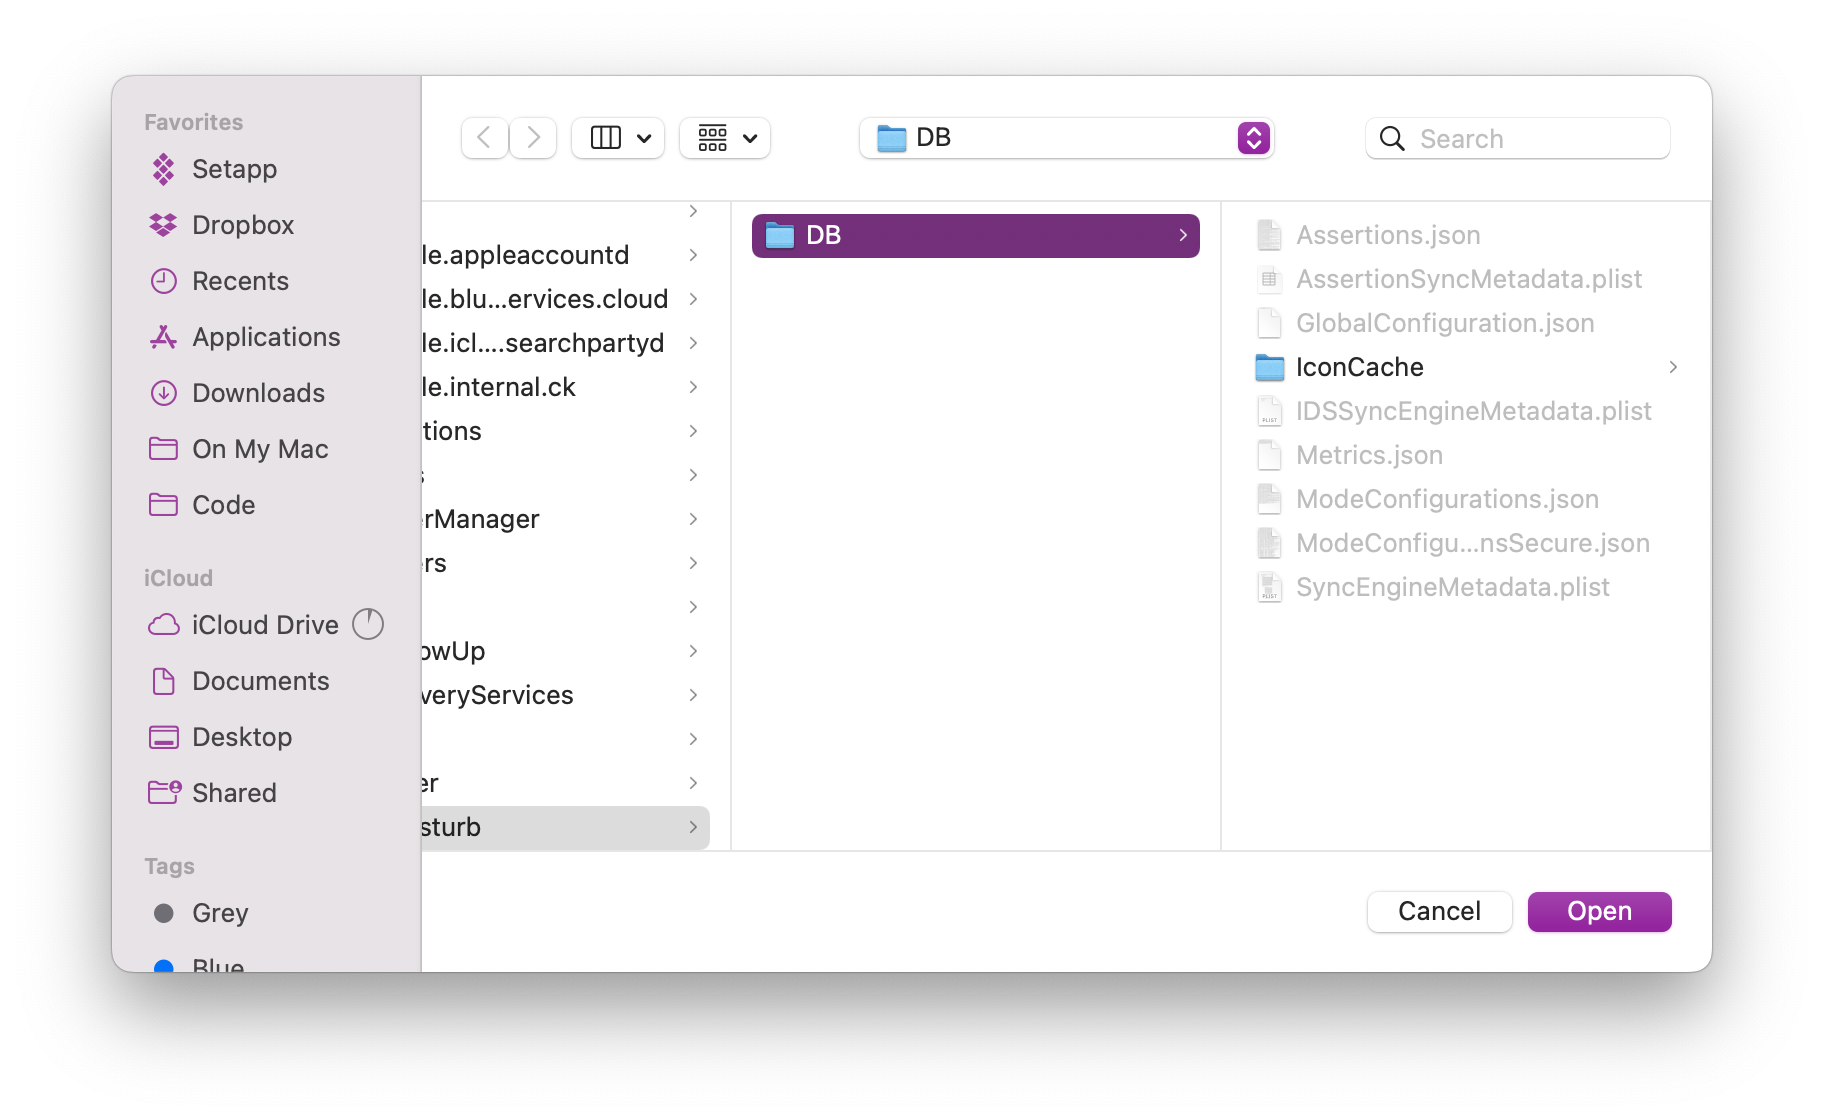 Favorites
Setapp
Dropbox
Recents
Applications
Downloads
On My Mac
Code
iCloud
iCloud Drive
Documents
Desktop
Shared
Tags
Grey
Blue
DB
Search
le.appleaccountd
le.blu...ervices.cloud
le.icl....searchpartyd
le.internal.ck
tions
s
erManager
ers
owUp
veryServices
er
sturb
DB
Assertions.json
AssertionSyncMetadata.plist
GlobalConfiguration.json
IconCache
IDSSyncEngineMetadata.plist
Metrics.json
ModeConfigurations.json
ModeConfigu...nsSecure.json
SyncEngineMetadata.plist
Cancel
Open